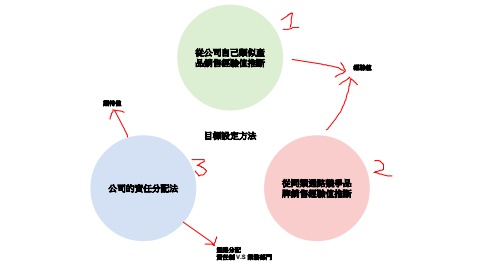 1
從公司自己類似產
品銷售經驗值推斷
經驗值
期待值
目標設定方法
3
2
公司的責任分配法
從同類通路競爭品
牌銷售經驗值推斷
分配
責任制 V.S 業務部門